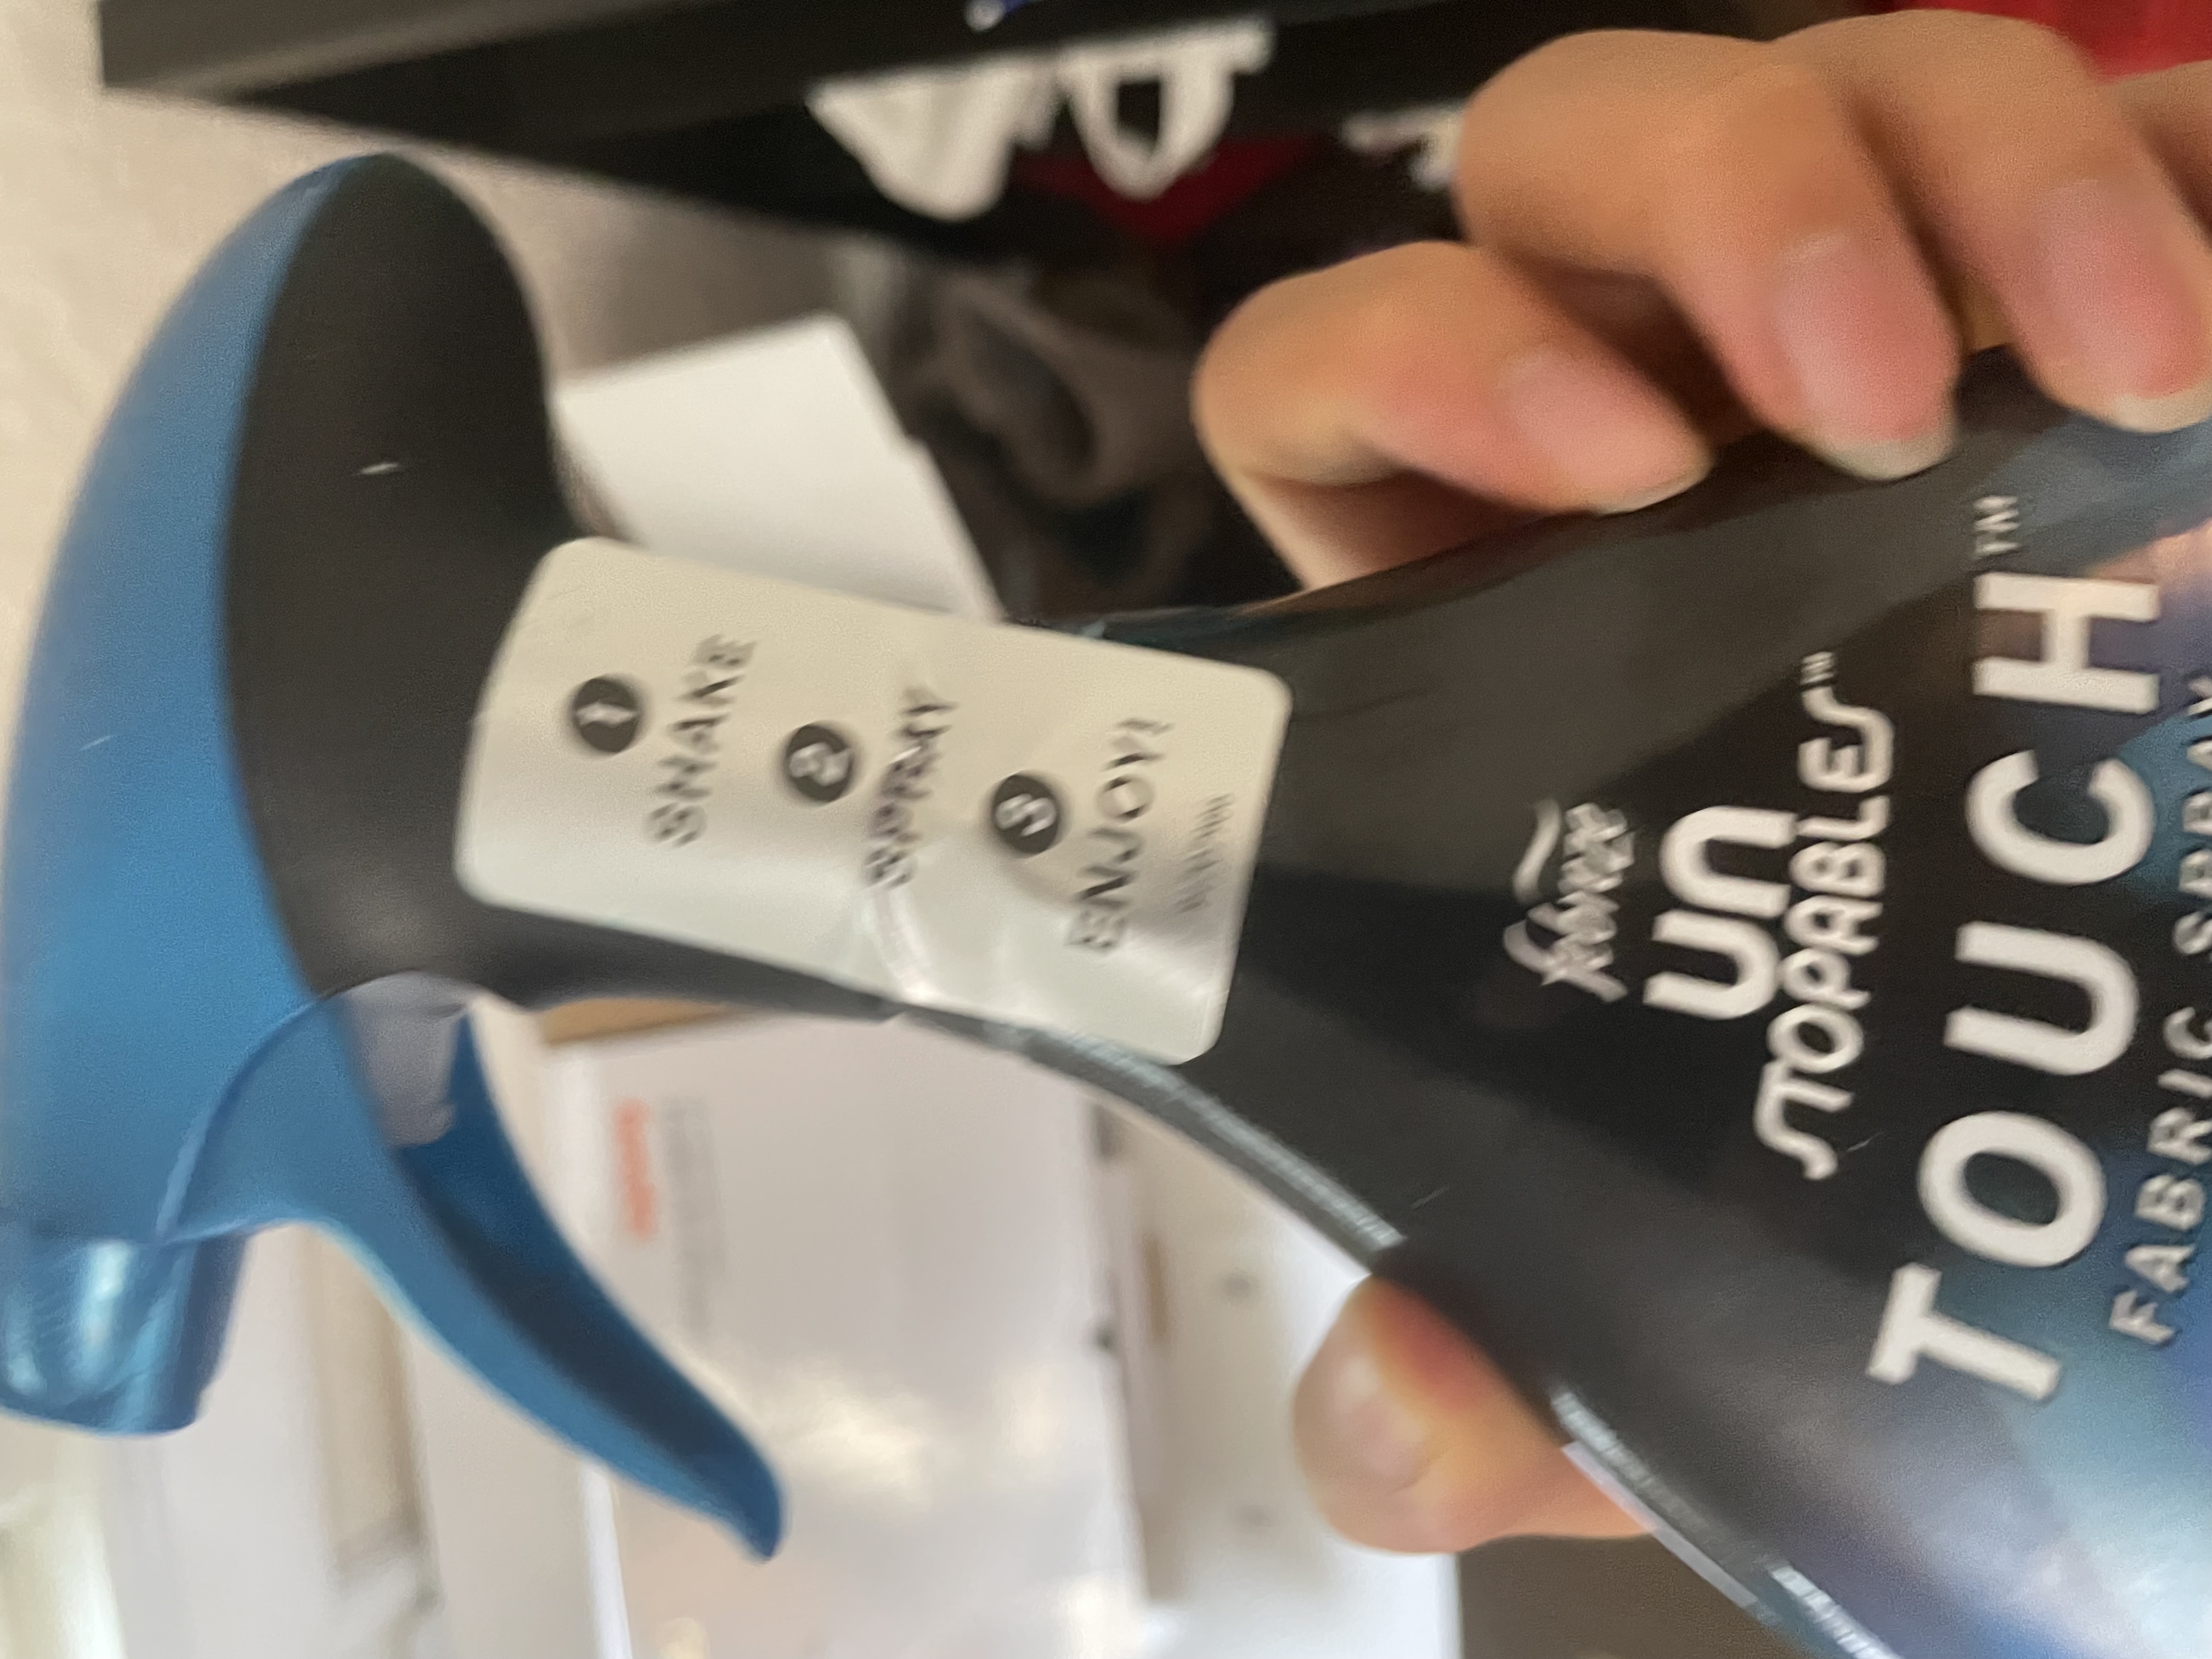 1
SHAKE
2
SPRAY
3
ENJOY!
febreze
UN
STOPABLES™
TOUCH™
FABRIC SPRAY